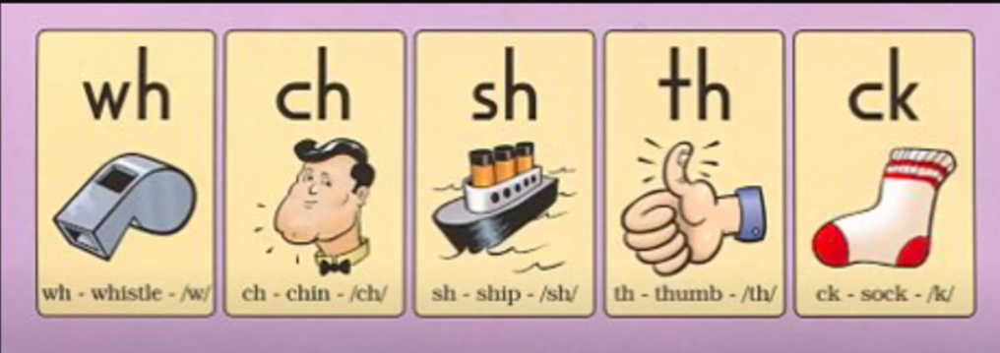 wh
ch
sh
th
ck
wh - whistle - /w/
ch - chin - /ch/
sh - ship - /sh/
th - thumb - /th/
ck - sock - /k/